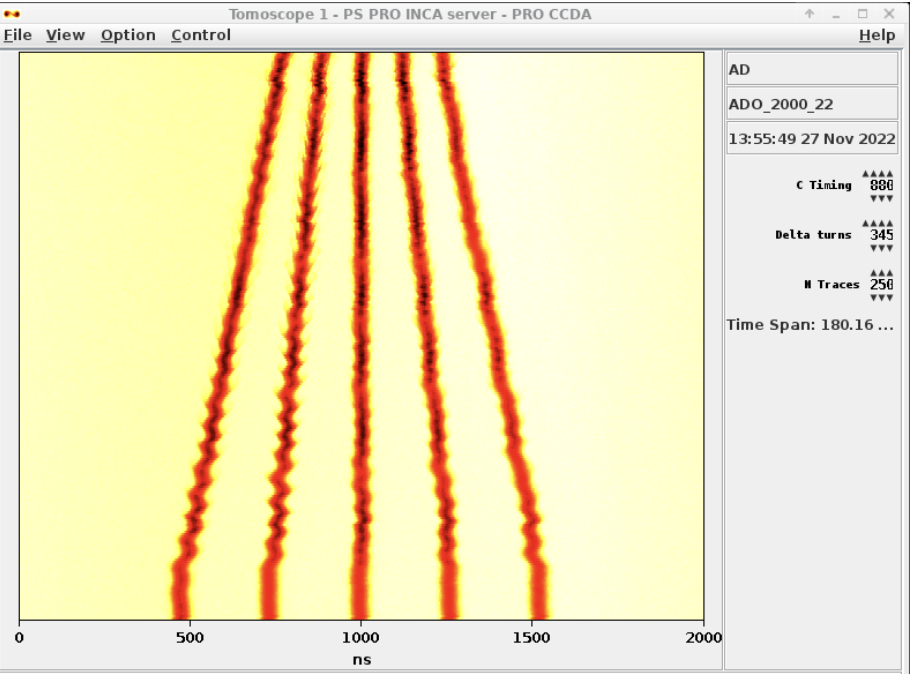 Tomoscope 1 - PS PRO INCA server - PRO CCDA
File View Option Control Help
AD
ADO_2000_22
13:55:49 27 Nov 2022
C Timing 880
Delta turns 345
N Traces 250
Time Span: 180.16 ...
0 500 1000 1500 2000
ns